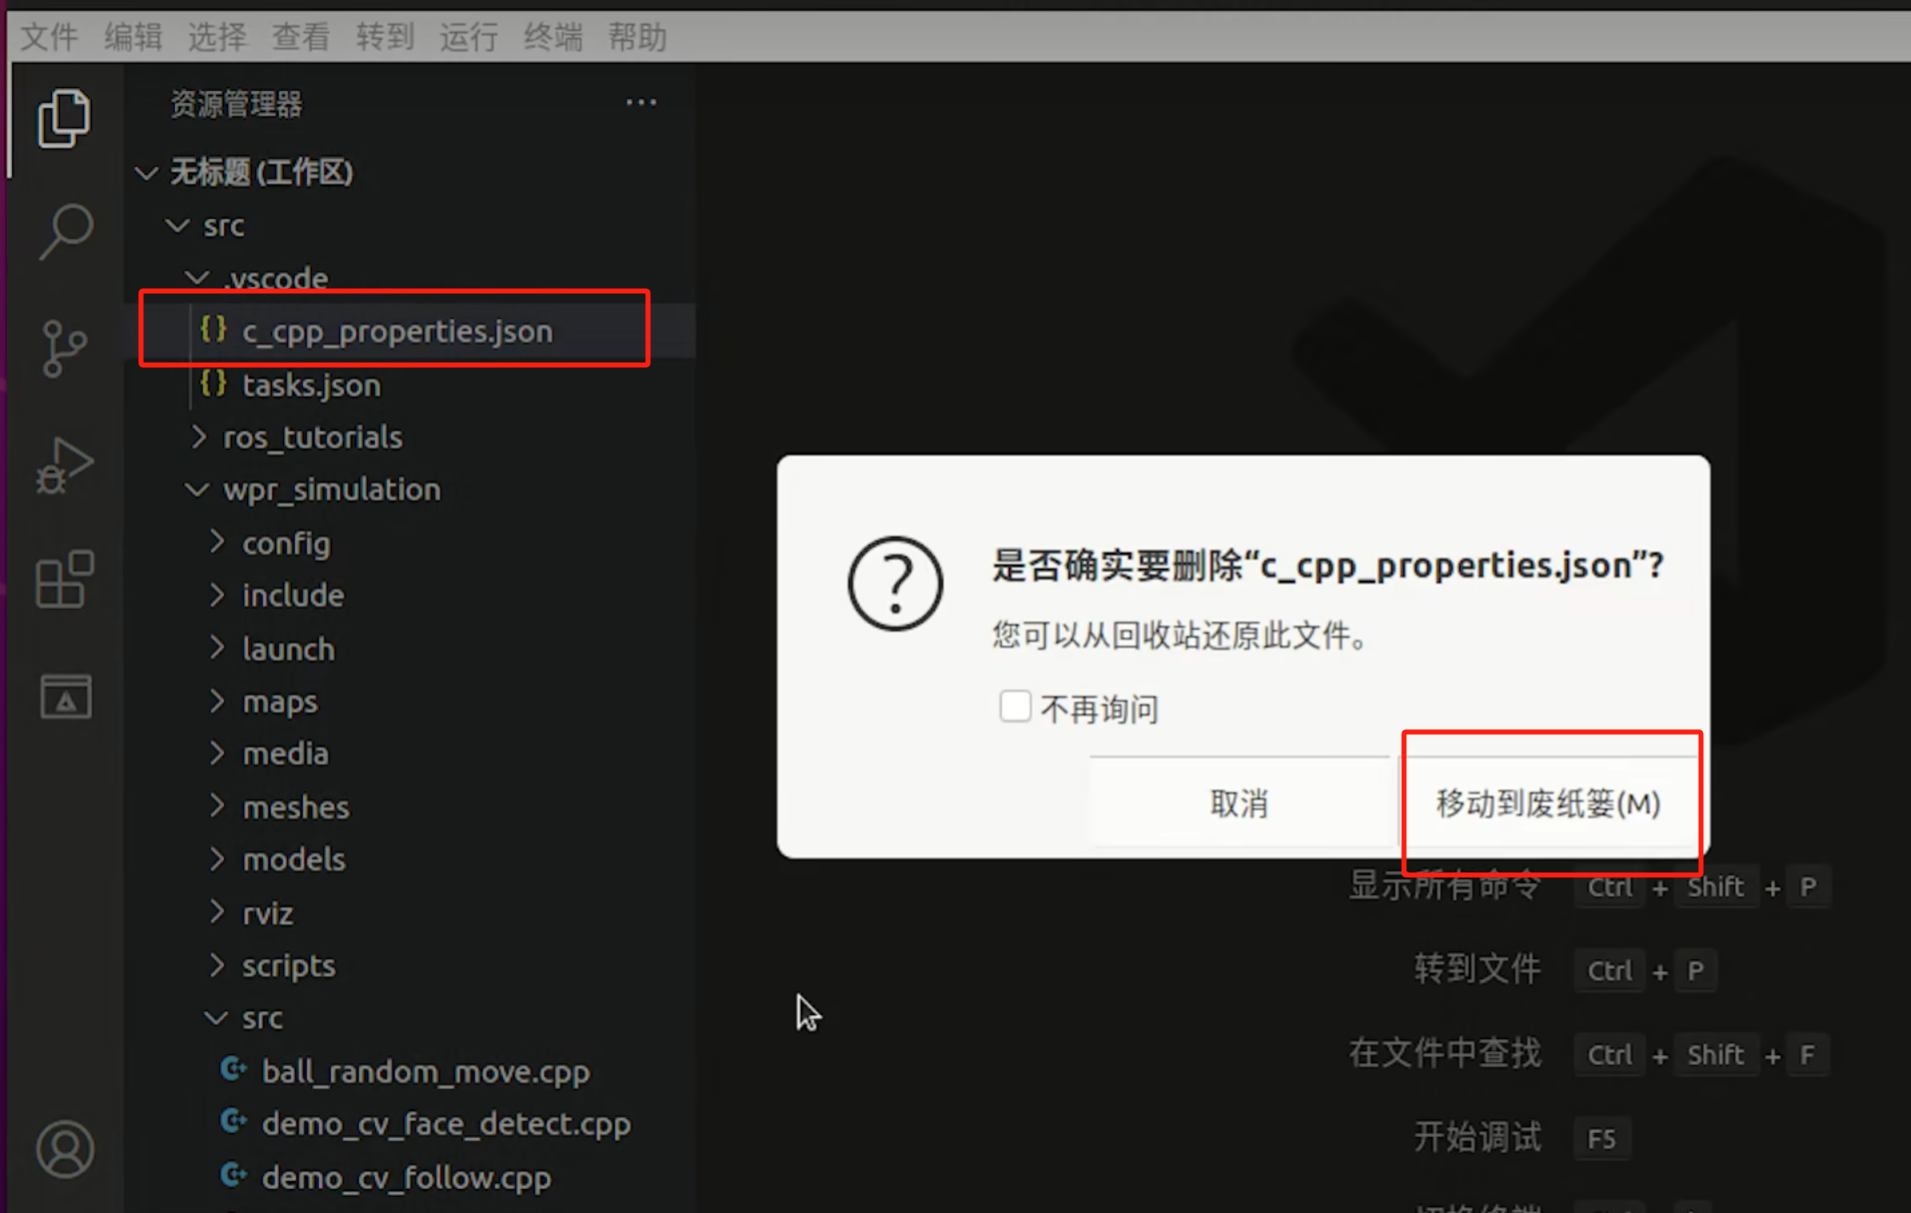 文件 编辑 选择 查看 转到 运行 终端 帮助
资源管理器 ···
无标题 (工作区)
src
.vscode
{} c_cpp_properties.json
{} tasks.json
ros_tutorials
wpr_simulation
config
include
launch
maps
media
meshes
models
rviz
scripts
src
ball_random_move.cpp
demo_cv_face_detect.cpp
demo_cv_follow.cpp
是否确实要删除“c_cpp_properties.json”?
您可以从回收站还原此文件。
不再询问
取消 移动到废纸篓(M)
显示所有命令 Ctrl + Shift + P
转到文件 Ctrl + P
在文件中查找 Ctrl + Shift + F
开始调试 F5